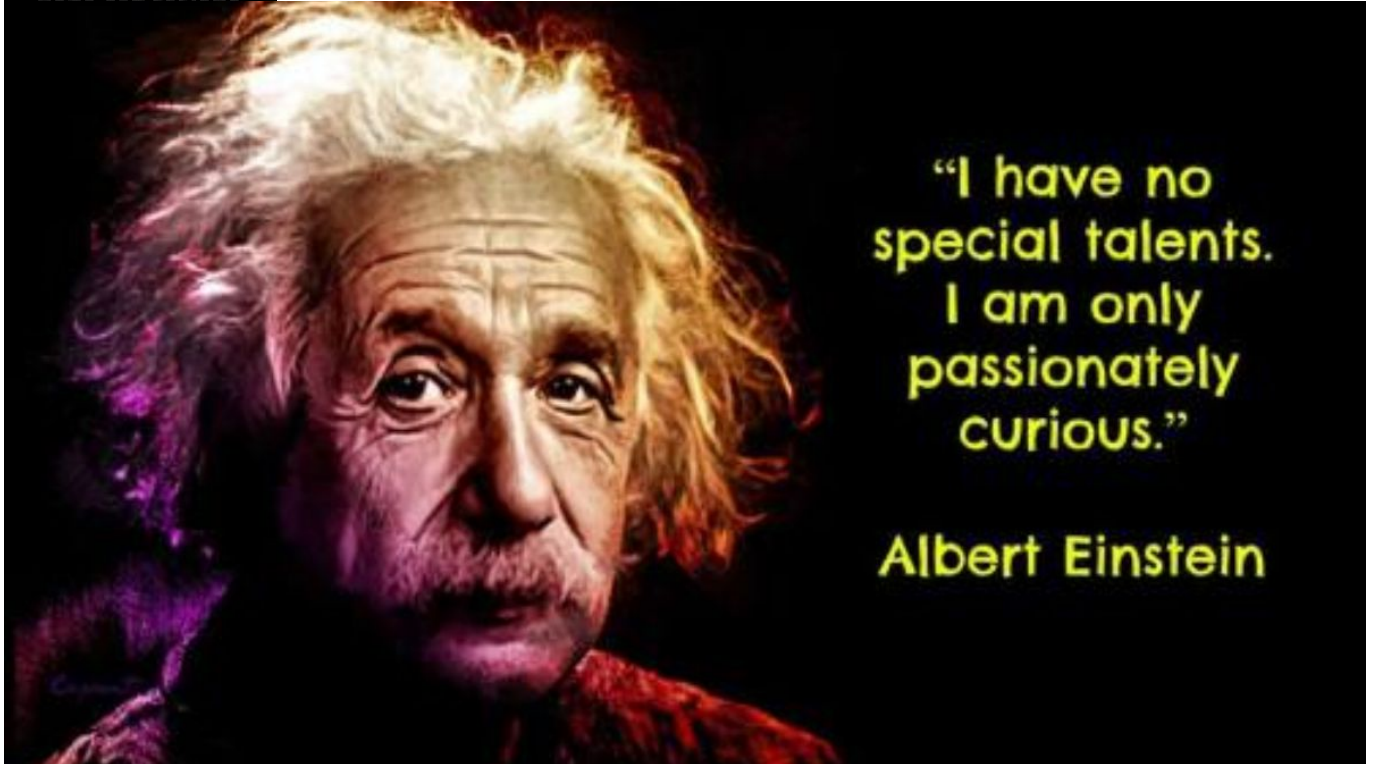 “I have no
special talents.
I am only
passionately
curious.”
Albert Einstein